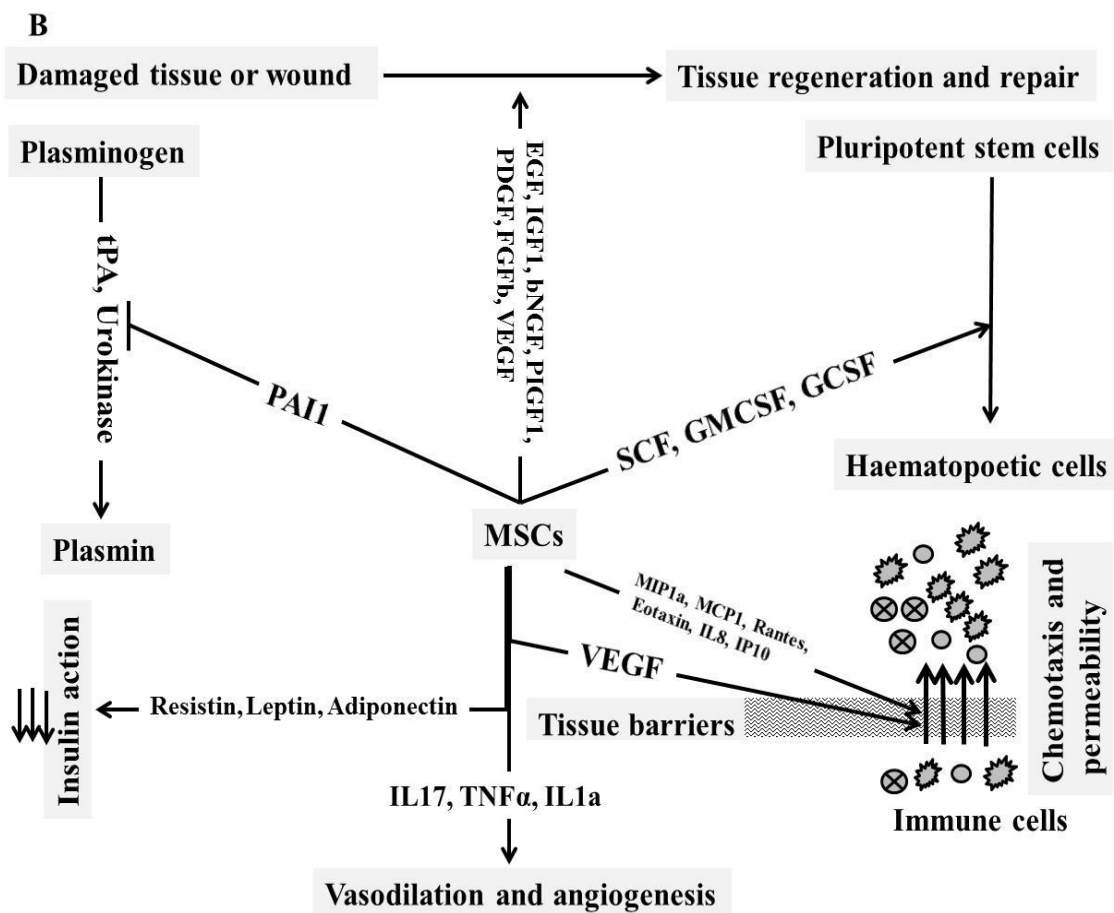 B
Damaged tissue or wound
Tissue regeneration and repair
Plasminogen
Pluripotent stem cells
tPA, Urokinase
EGF, IGF1, bNGF, PIGF1,
PDGF, FGFb, VEGF
PAI1
SCF, GMCSF, GCSF
Haematopoetic cells
Plasmin
MSCs
MIP1a, MCP1, Rantes,
Eotaxin, IL8, IP10
VEGF
Chemotaxis and
permeability
Insulin action
Resistin, Leptin, Adiponectin
Tissue barriers
IL17, TNFα, IL1a
Immune cells
Vasodilation and angiogenesis